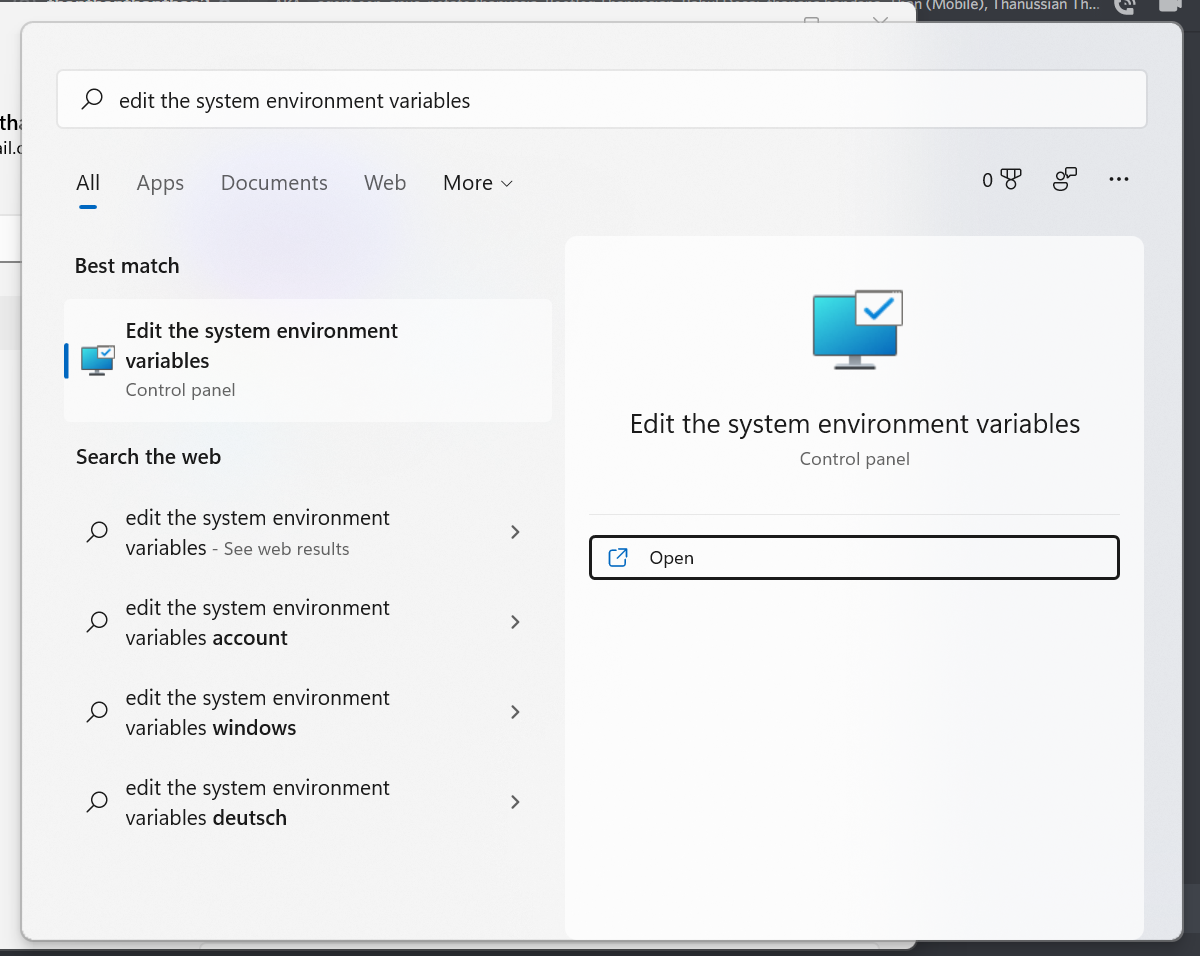 (Mobile), Thanussian Th...
edit the system environment variables
All Apps Documents Web More
0
Best match
Edit the system environment
variables
Control panel
Search the web
edit the system environment
variables - See web results
edit the system environment
variables account
edit the system environment
variables windows
edit the system environment
variables deutsch
Edit the system environment variables
Control panel
Open